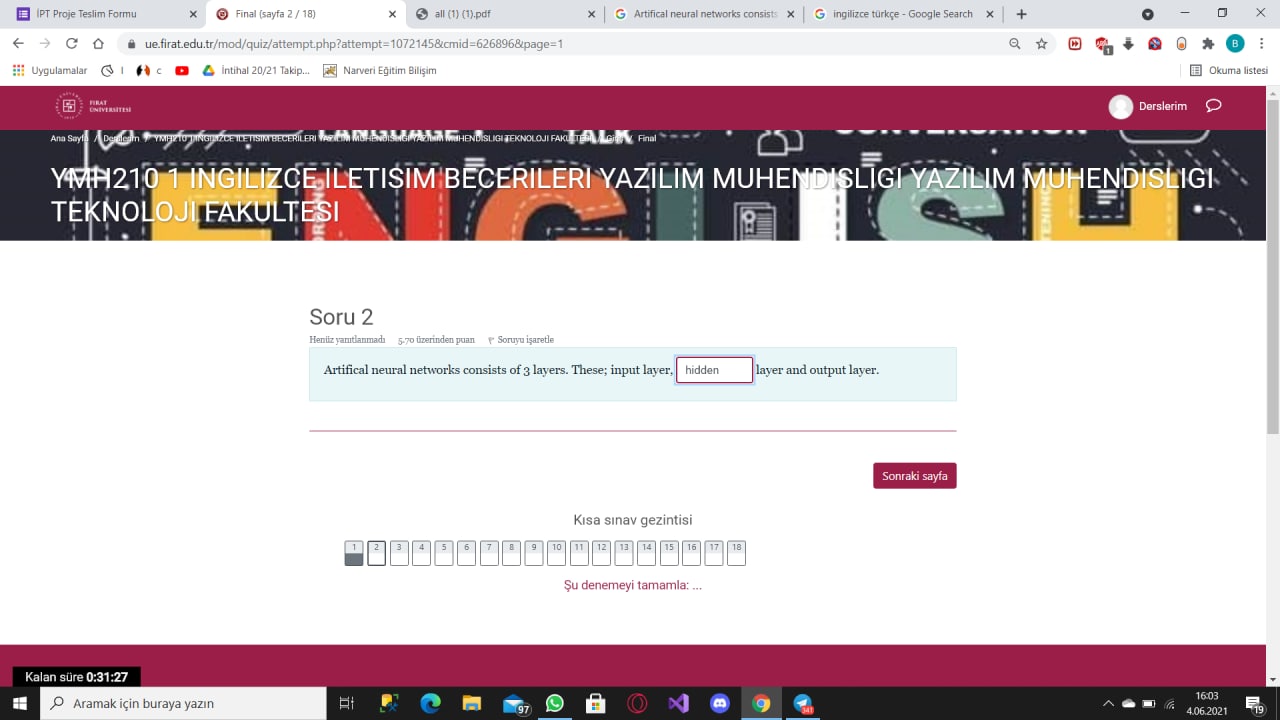 İPT Proje Teslim Formu
Final (sayfa 2 / 18)
all (1) (1).pdf
Artifical neural networks consists
ingilizce türkçe - Google Search
ue.firat.edu.tr/mod/quiz/attempt.php?attempt=1072145&cmid=626896&page=1
1
B
Uygulamalar
I
c
İntihal 20/21 Takip...
Narveri Eğitim Bilişim
Okuma listesi
FIRAT
ÜNİVERSİTESİ
Derslerim
CONVERSATION
Ana Sayfa / Derslerim / YMH210 1 INGILIZCE ILETISIM BECERILERI YAZILIM MUHENDISLIGI YAZILIM MUHENDISLIGI TEKNOLOJI FAKULTESI / Giriş / Final
YMH210 1 INGILIZCE ILETISIM BECERILERI YAZILIM MUHENDISLIGI YAZILIM MUHENDISLIGI
TEKNOLOJI FAKULTESI
ENGLISH
Soru 2
Henüz yanıtlanmadı 5,70 üzerinden puan Soruyu işaretle
Artifical neural networks consists of 3 layers. These; input layer, hidden layer and output layer.
Sonraki sayfa
Kısa sınav gezintisi
1 2 3 4 5 6 7 8 9 10 11 12 13 14 15 16 17 18
Şu denemeyi tamamla: ...
Kalan süre 0:31:27
Aramak için buraya yazın
97
341
16:03
4.06.2021
19